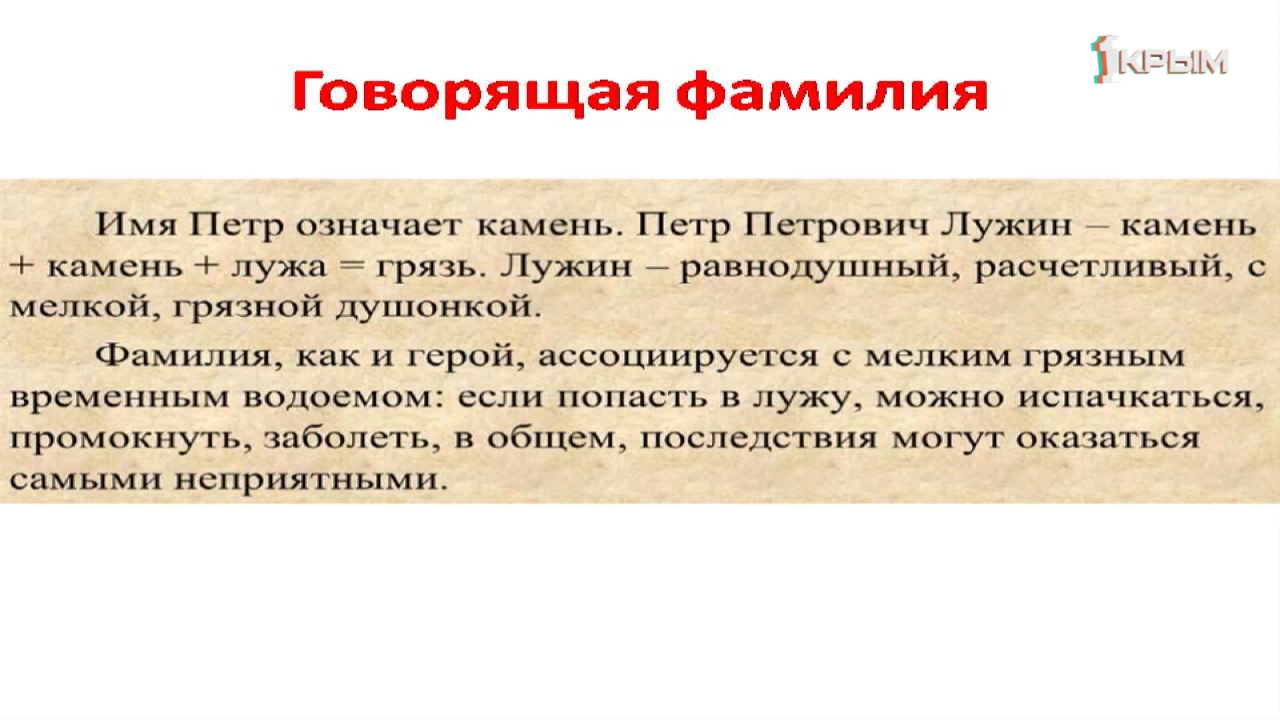 1 КРЫМ
Говорящая фамилия
Имя Петр означает камень. Петр Петрович Лужин – камень
+ камень + лужа = грязь. Лужин – равнодушный, расчетливый, с
мелкой, грязной душонкой.
Фамилия, как и герой, ассоциируется с мелким грязным
временным водоемом: если попасть в лужу, можно испачкаться,
промокнуть, заболеть, в общем, последствия могут оказаться
самыми неприятными.